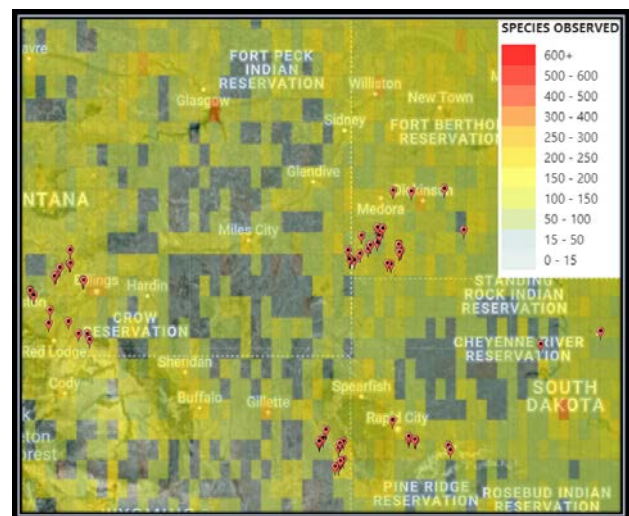 SPECIES OBSERVED
600+
500 - 600
400 - 500
300 - 400
250 - 300
200 - 250
150 - 200
100 - 150
50 - 100
15 - 50
0 - 15
FORT PECK
INDIAN
RESERVATION
Glasgow
Williston
New Town
Sidney
FORT BERTHO
RESERVATION
Glendive
NTANA
Dickinson
Medora
Miles City
Hardin
CROW
RESERVATION
STANDING
ROCK INDIAN
RESERVATION
CHEYENNE RIVER
RESERVATION
Red Lodge
Sheridan
Cody
Buffalo
Gillette
Spearfish
Rapid City
SOUTH
DAKOTA
PINE RIDGE
RESERVATION
ROSEBUD INDIAN
RESERVATION